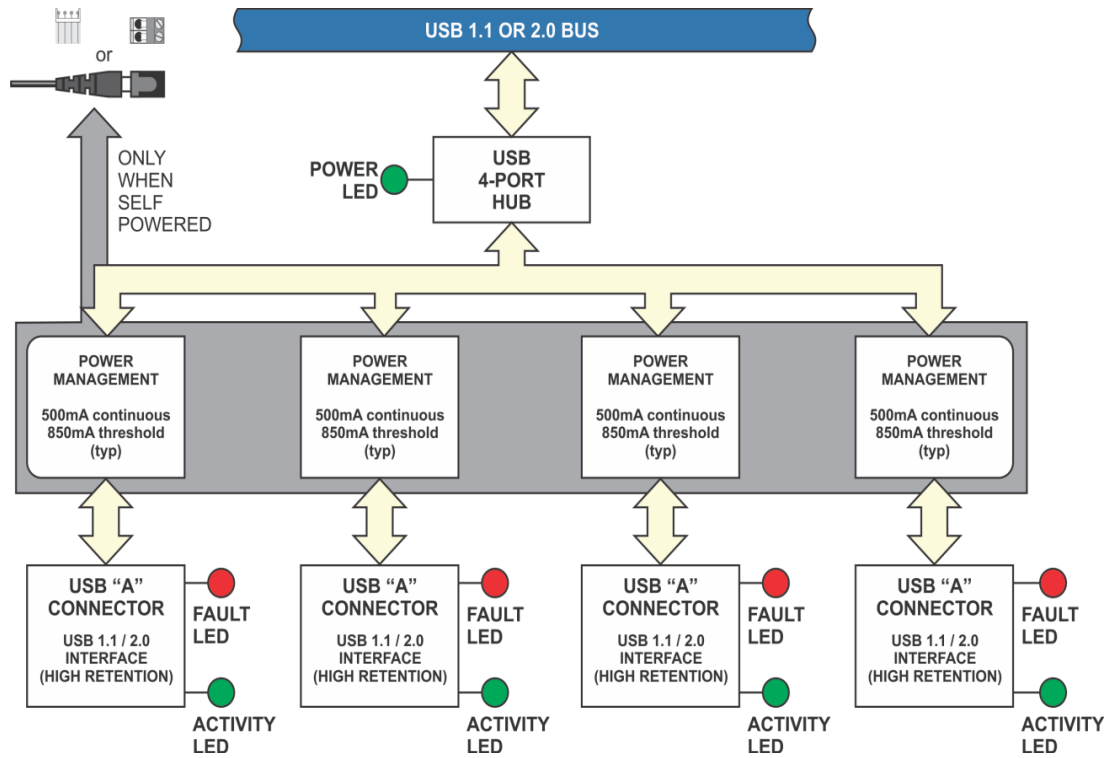 USB 1.1 OR 2.0 BUS
or
ONLY
WHEN
SELF
POWERED
POWER
LED
USB
4-PORT
HUB
POWER
MANAGEMENT
500mA continuous
850mA threshold
(typ)
POWER
MANAGEMENT
500mA continuous
850mA threshold
(typ)
POWER
MANAGEMENT
500mA continuous
850mA threshold
(typ)
POWER
MANAGEMENT
500mA continuous
850mA threshold
(typ)
USB “A”
CONNECTOR
USB 1.1 / 2.0
INTERFACE
(HIGH RETENTION)
FAULT
LED
ACTIVITY
LED
USB “A”
CONNECTOR
USB 1.1 / 2.0
INTERFACE
(HIGH RETENTION)
FAULT
LED
ACTIVITY
LED
USB “A”
CONNECTOR
USB 1.1 / 2.0
INTERFACE
(HIGH RETENTION)
FAULT
LED
ACTIVITY
LED
USB “A”
CONNECTOR
USB 1.1 / 2.0
INTERFACE
(HIGH RETENTION)
FAULT
LED
ACTIVITY
LED